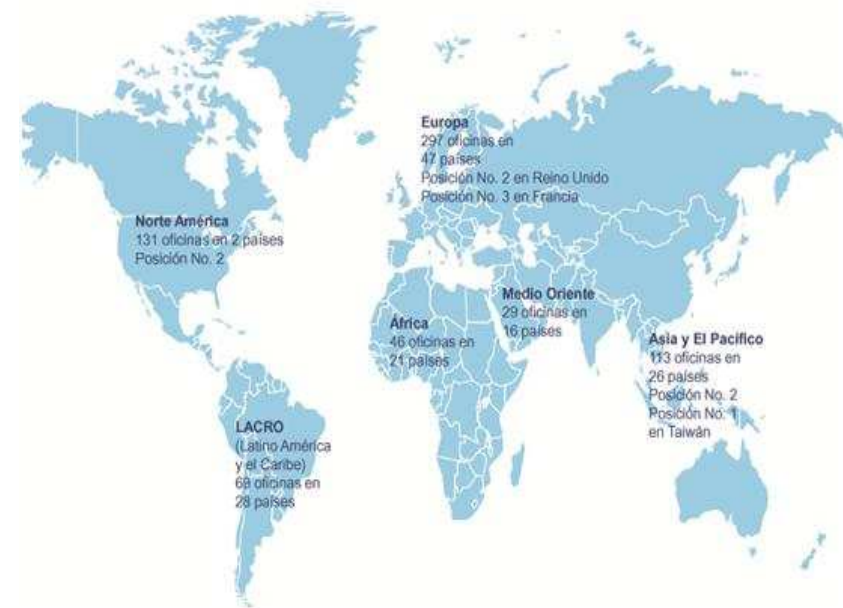 Europa
297 oficinas en
47 países
Posición No. 2 en Reino Unido
Posición No. 3 en Francia
Norte América
131 oficinas en 2 países
Posición No. 2
Medio Oriente
29 oficinas en
16 países
África
46 oficinas en
21 países
Asia y El Pacífico
113 oficinas en
26 países
Posición No. 2
Posición No. 1
en Taiwán
LACRO
(Latino América
y el Caribe)
69 oficinas en
28 países